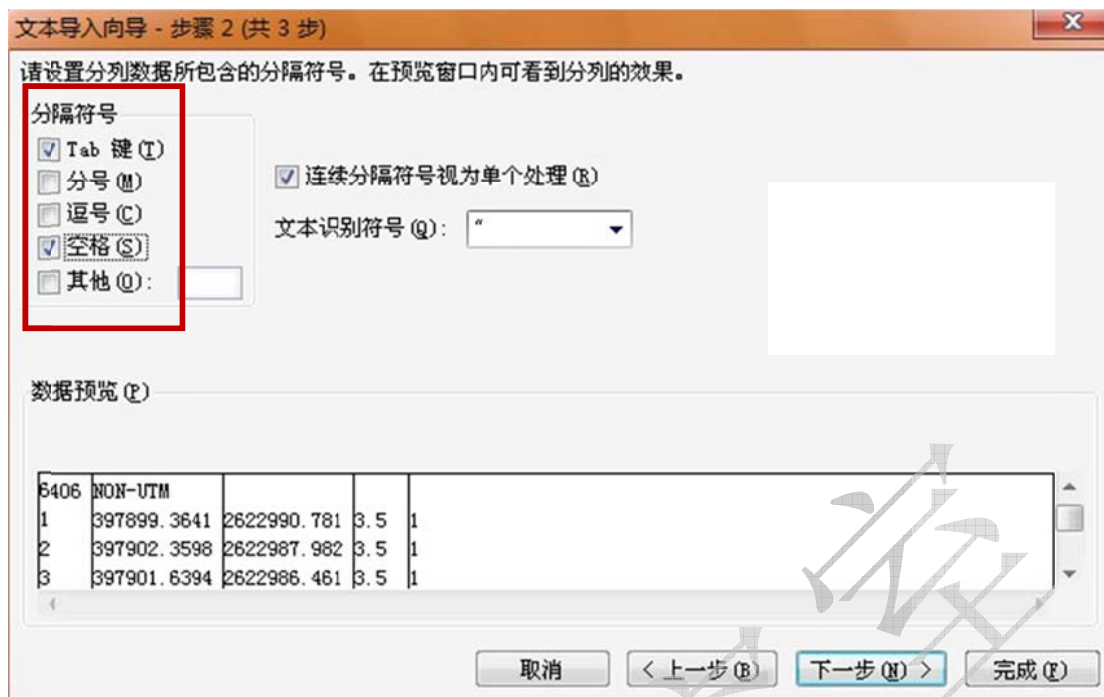 文本导入向导 - 步骤 2 (共 3 步)
请设置分列数据所包含的分隔符号。在预览窗口内可看到分列的效果。
分隔符号
Tab 键(T)
分号(M)
逗号(C)
空格(S)
其他(O):
连续分隔符号视为单个处理(R)
文本识别符号(Q): "
数据预览(P)
6406 NON-UTM
1 397899.3641 2622990.781 3.5 1
2 397902.3598 2622987.982 3.5 1
3 397901.6394 2622986.461 3.5 1
取消 < 上一步(B) 下一步(N) > 完成(F)